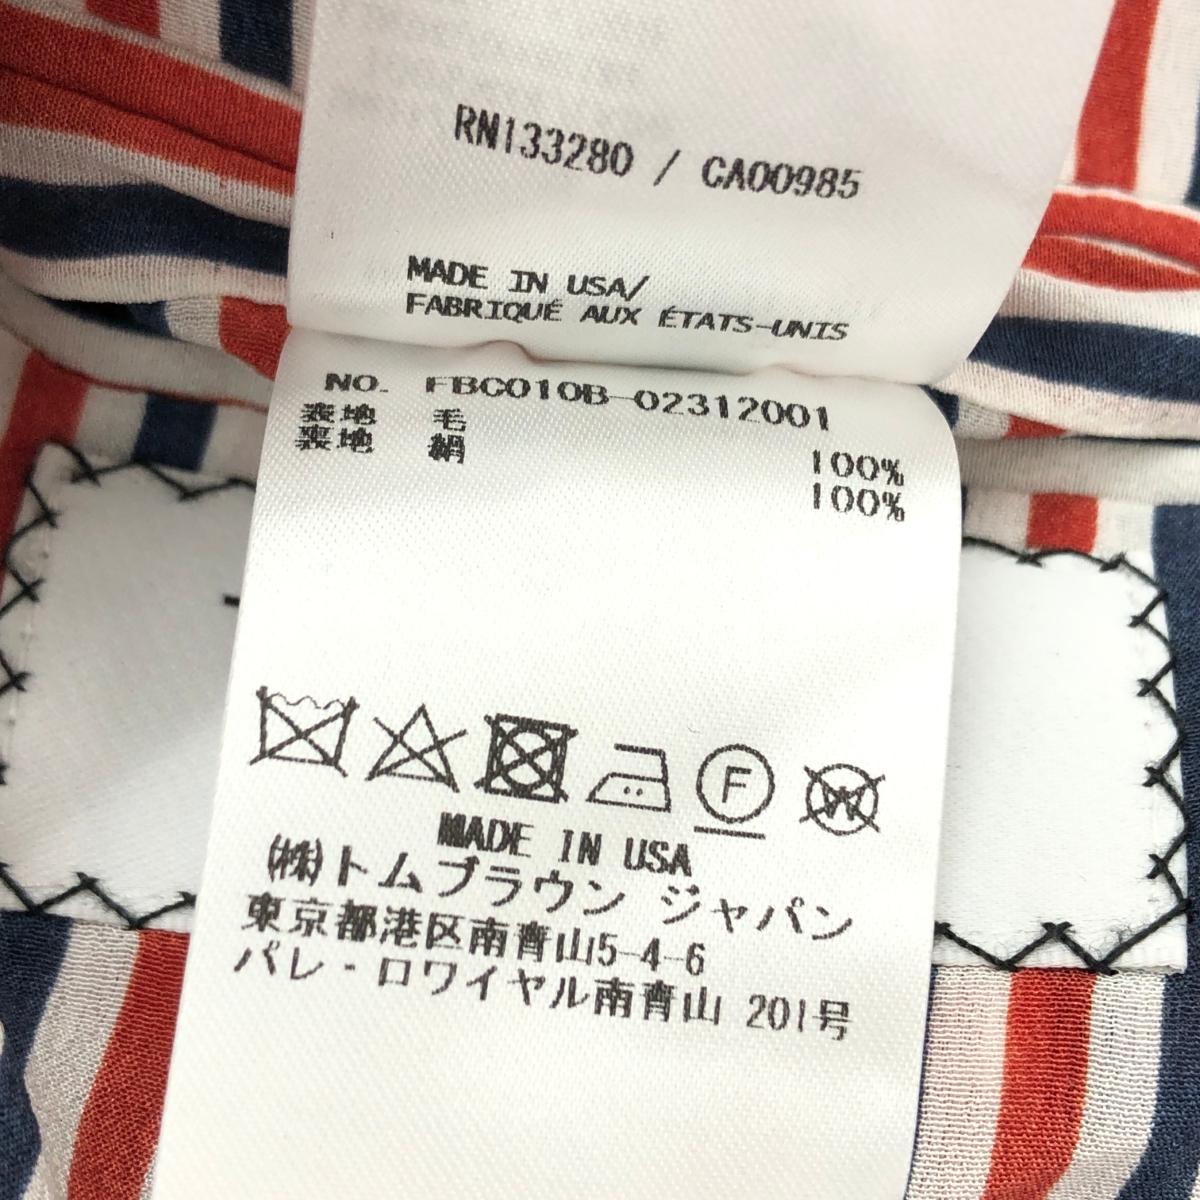 RN133280 / CA00985
MADE IN USA/
FABRIQUÉ AUX ÉTATS-UNIS
NO. FBC010B-02312001
表地 毛 100%
裏地 絹 100%
F
W
MADE IN USA
㈱トムブラウン ジャパン
東京都港区南青山5-4-6
パレ・ロワイヤル南青山 201号